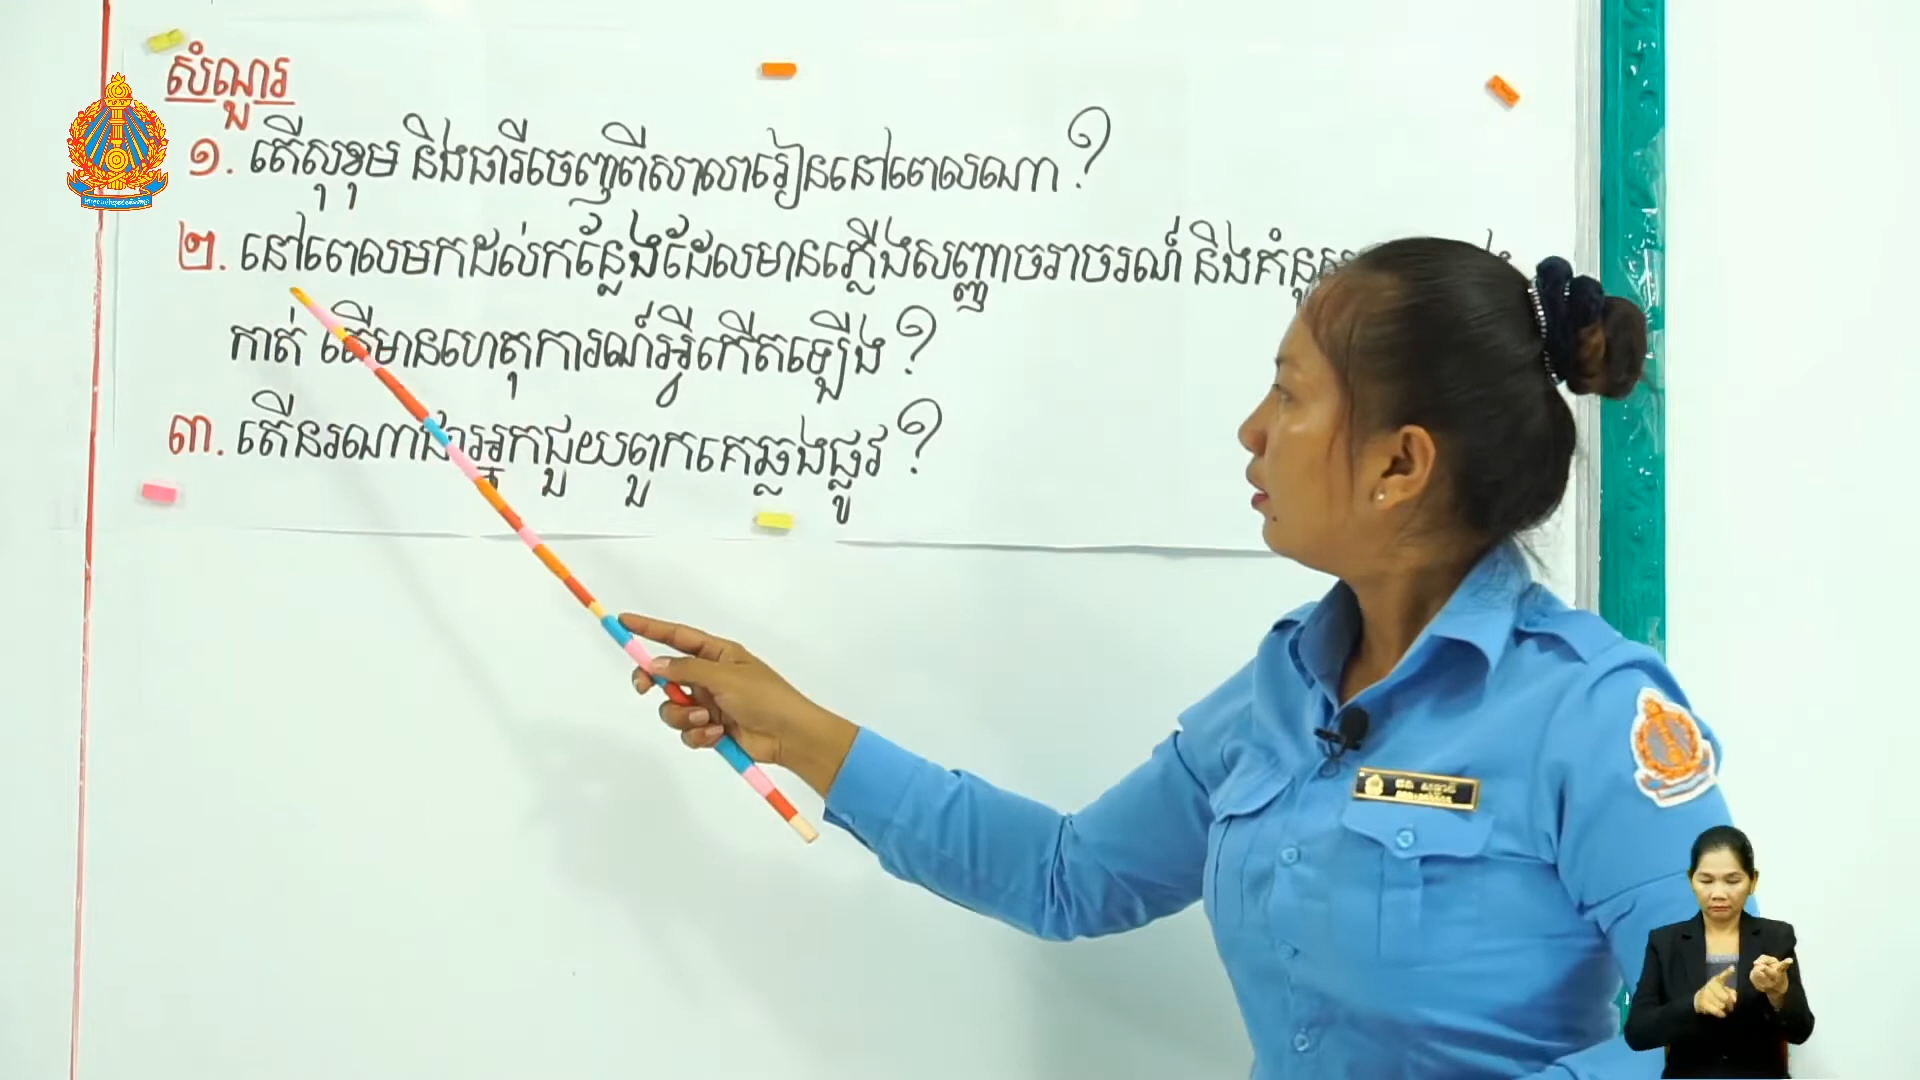 សំណួរ
១. តើសុខុម និងធារីចេញពីសាលារៀននៅពេលណា ?
២. នៅពេលមកដល់កន្លែងដែលមានភ្លើងសញ្ញាចរាចរណ៍ និងគំនូស
កាត់ តើមានហេតុការណ៍អ្វីកើតឡើង ?
៣. តើនរណាជាអ្នកជួយពួកគេឆ្លងផ្លូវ ?